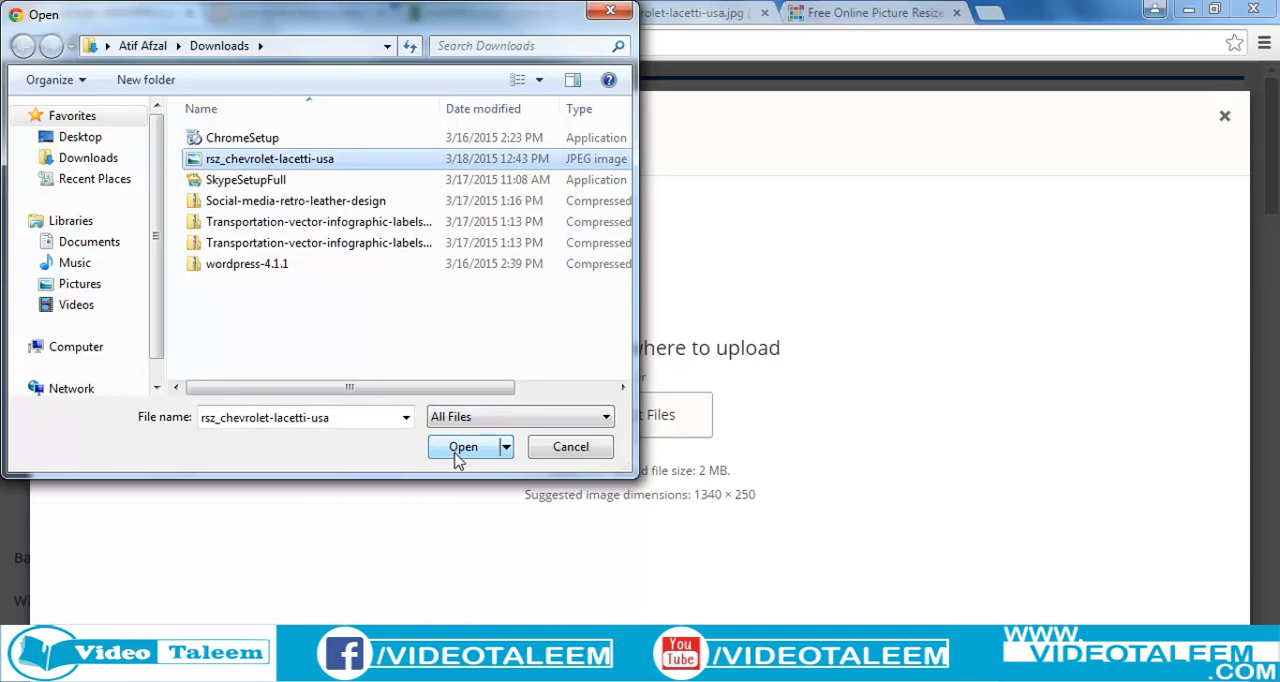 Open
rolet-lacetti-usa.jpg
Free Online Picture Resize
Atif Afzal
Downloads
Search Downloads
Organize
New folder
Name
Date modified
Type
Favorites
Desktop
Downloads
Recent Places
Libraries
Documents
Music
Pictures
Videos
Computer
Network
ChromeSetup 3/16/2015 2:23 PM Application
rsz_chevrolet-lacetti-usa 3/18/2015 12:43 PM JPEG image
SkypeSetupFull 3/17/2015 11:08 AM Application
Social-media-retro-leather-design 3/17/2015 1:16 PM Compressed
Transportation-vector-infographic-labels... 3/17/2015 1:13 PM Compressed
Transportation-vector-infographic-labels... 3/17/2015 1:13 PM Compressed
wordpress-4.1.1 3/16/2015 2:39 PM Compressed
File name: rsz_chevrolet-lacetti-usa
All Files
Open
Cancel
where to upload
Files
d file size: 2 MB.
Suggested image dimensions: 1340 × 250
Ba
Wi
Video Taleem
/VIDEOTALEEM
You Tube
/VIDEOTALEEM
WWW.
VIDEOTALEEM
.COM